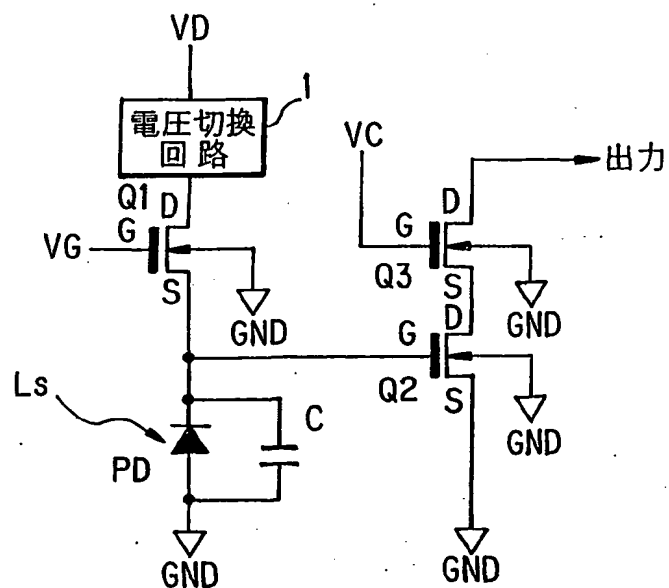 VD
1
電圧切換
回路
VC
出力
Q1
D
G
VG
S
GND
D
G
Q3
S
GND
D
G
Q2
S
GND
Ls
PD
C
GND
GND